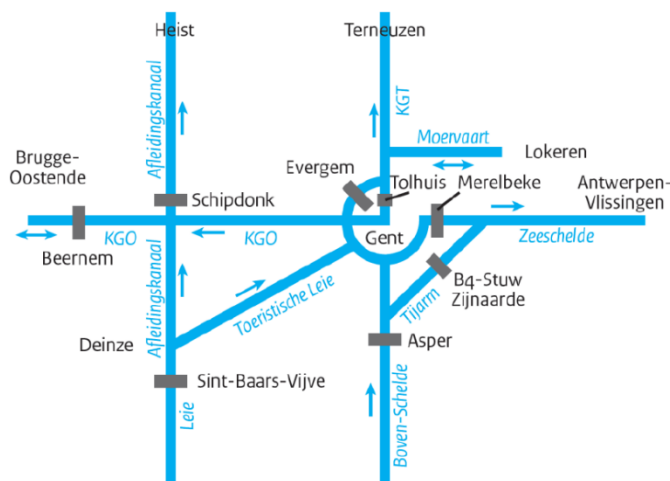 Heist
Terneuzen
Afleidingskanaal
KGT
Moervaart
Lokeren
Brugge-
Oostende
Evergem
Tolhuis
Merelbeke
Antwerpen-
Vlissingen
Schipdonk
KGO
KGO
Gent
Zeeschelde
Beernem
Afleidingskanaal
Toeristische Leie
Tijarm
B4-Stuw
Zijnaarde
Deinze
Asper
Sint-Baars-Vijve
Leie
Boven-Schelde